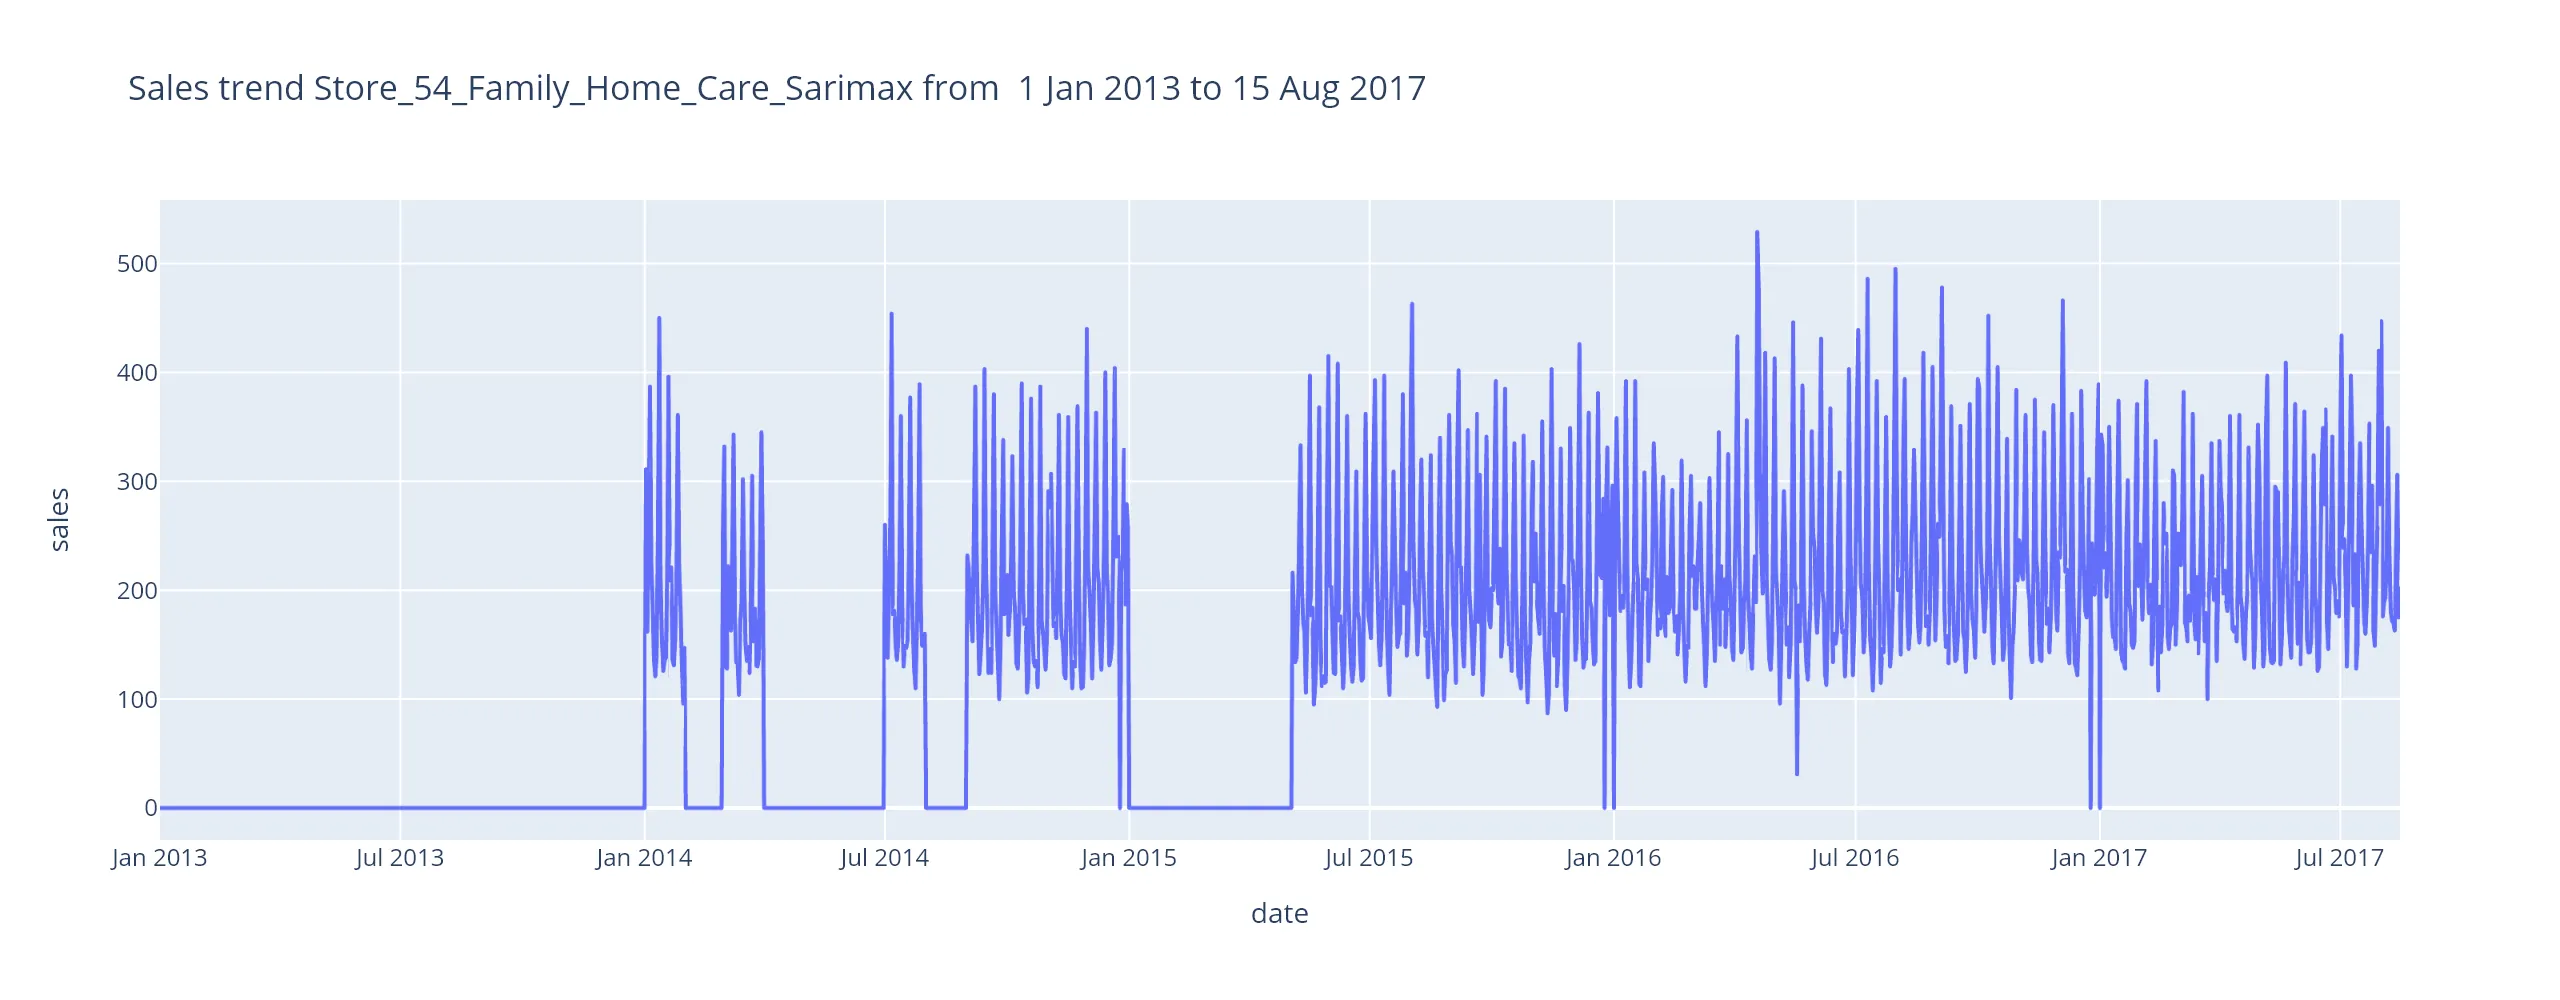 Sales trend Store_54_Family_Home_Care_Sarimax from  1 Jan 2013 to 15 Aug 2017
500
400
300
200
100
0
sales
Jan 2013
Jul 2013
Jan 2014
Jul 2014
Jan 2015
Jul 2015
Jan 2016
Jul 2016
Jan 2017
Jul 2017
date